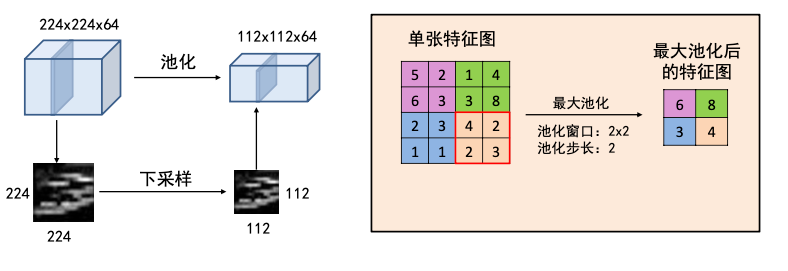 224x224x64
池化
112x112x64
224
224
下采样
112
112
单张特征图
5 2 1 4
6 3 3 8
2 3 4 2
1 1 2 3
最大池化
池化窗口：2x2
池化步长：2
最大池化后
的特征图
6 8
3 4